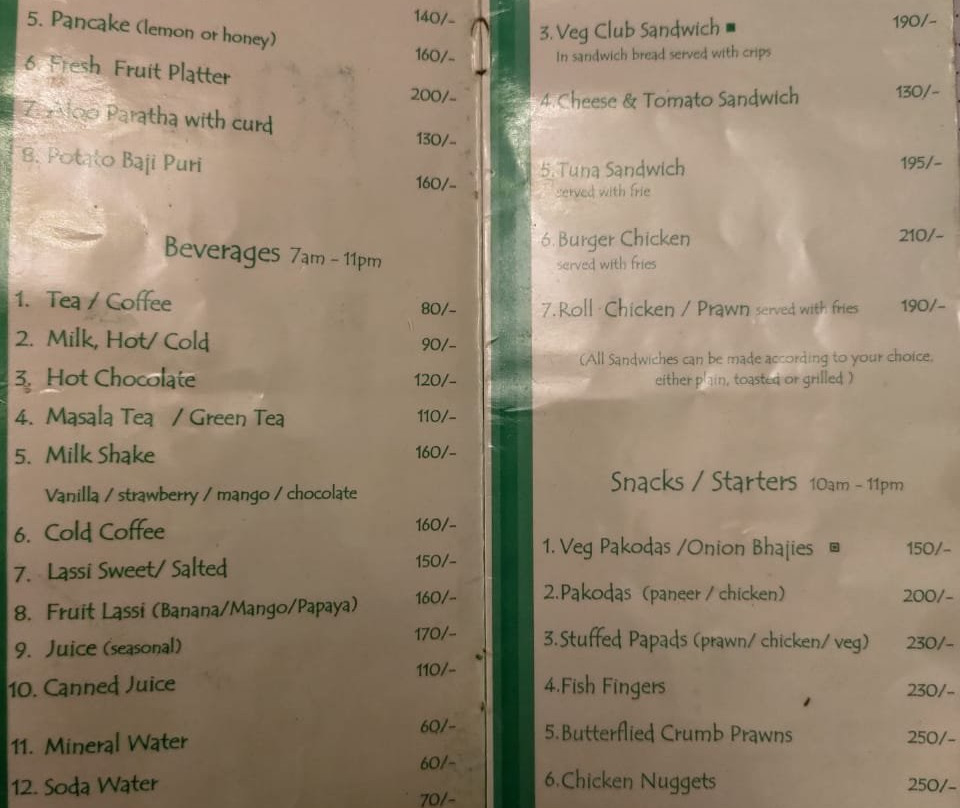 140/-
5. Pancake (lemon or honey) 160/-
6. Fresh Fruit Platter 200/-
7. Aloo Paratha with curd 130/-
8. Potato Baji Puri 160/-
Beverages 7am - 11pm
1. Tea / Coffee 80/-
2. Milk, Hot/ Cold 90/-
3. Hot Chocolate 120/-
4. Masala Tea / Green Tea 110/-
5. Milk Shake 160/-
Vanilla / strawberry / mango / chocolate
6. Cold Coffee 160/-
7. Lassi Sweet/ Salted 150/-
8. Fruit Lassi (Banana/Mango/Papaya) 160/-
9. Juice (seasonal) 170/-
10. Canned Juice 110/-
11. Mineral Water 60/-
12. Soda Water 60/-
70/-
3. Veg Club Sandwich 190/-
In sandwich bread served with crips
4. Cheese & Tomato Sandwich 130/-
5. Tuna Sandwich 195/-
served with frie
6. Burger Chicken 210/-
served with fries
7. Roll Chicken / Prawn served with fries 190/-
(All Sandwiches can be made according to your choice,
either plain, toasted or grilled )
Snacks / Starters 10am - 11pm
1. Veg Pakodas /Onion Bhajies 150/-
2.Pakodas (paneer / chicken) 200/-
3.Stuffed Papads (prawn/ chicken/ veg) 230/-
4.Fish Fingers 230/-
5.Butterflied Crumb Prawns 250/-
6.Chicken Nuggets 250/-